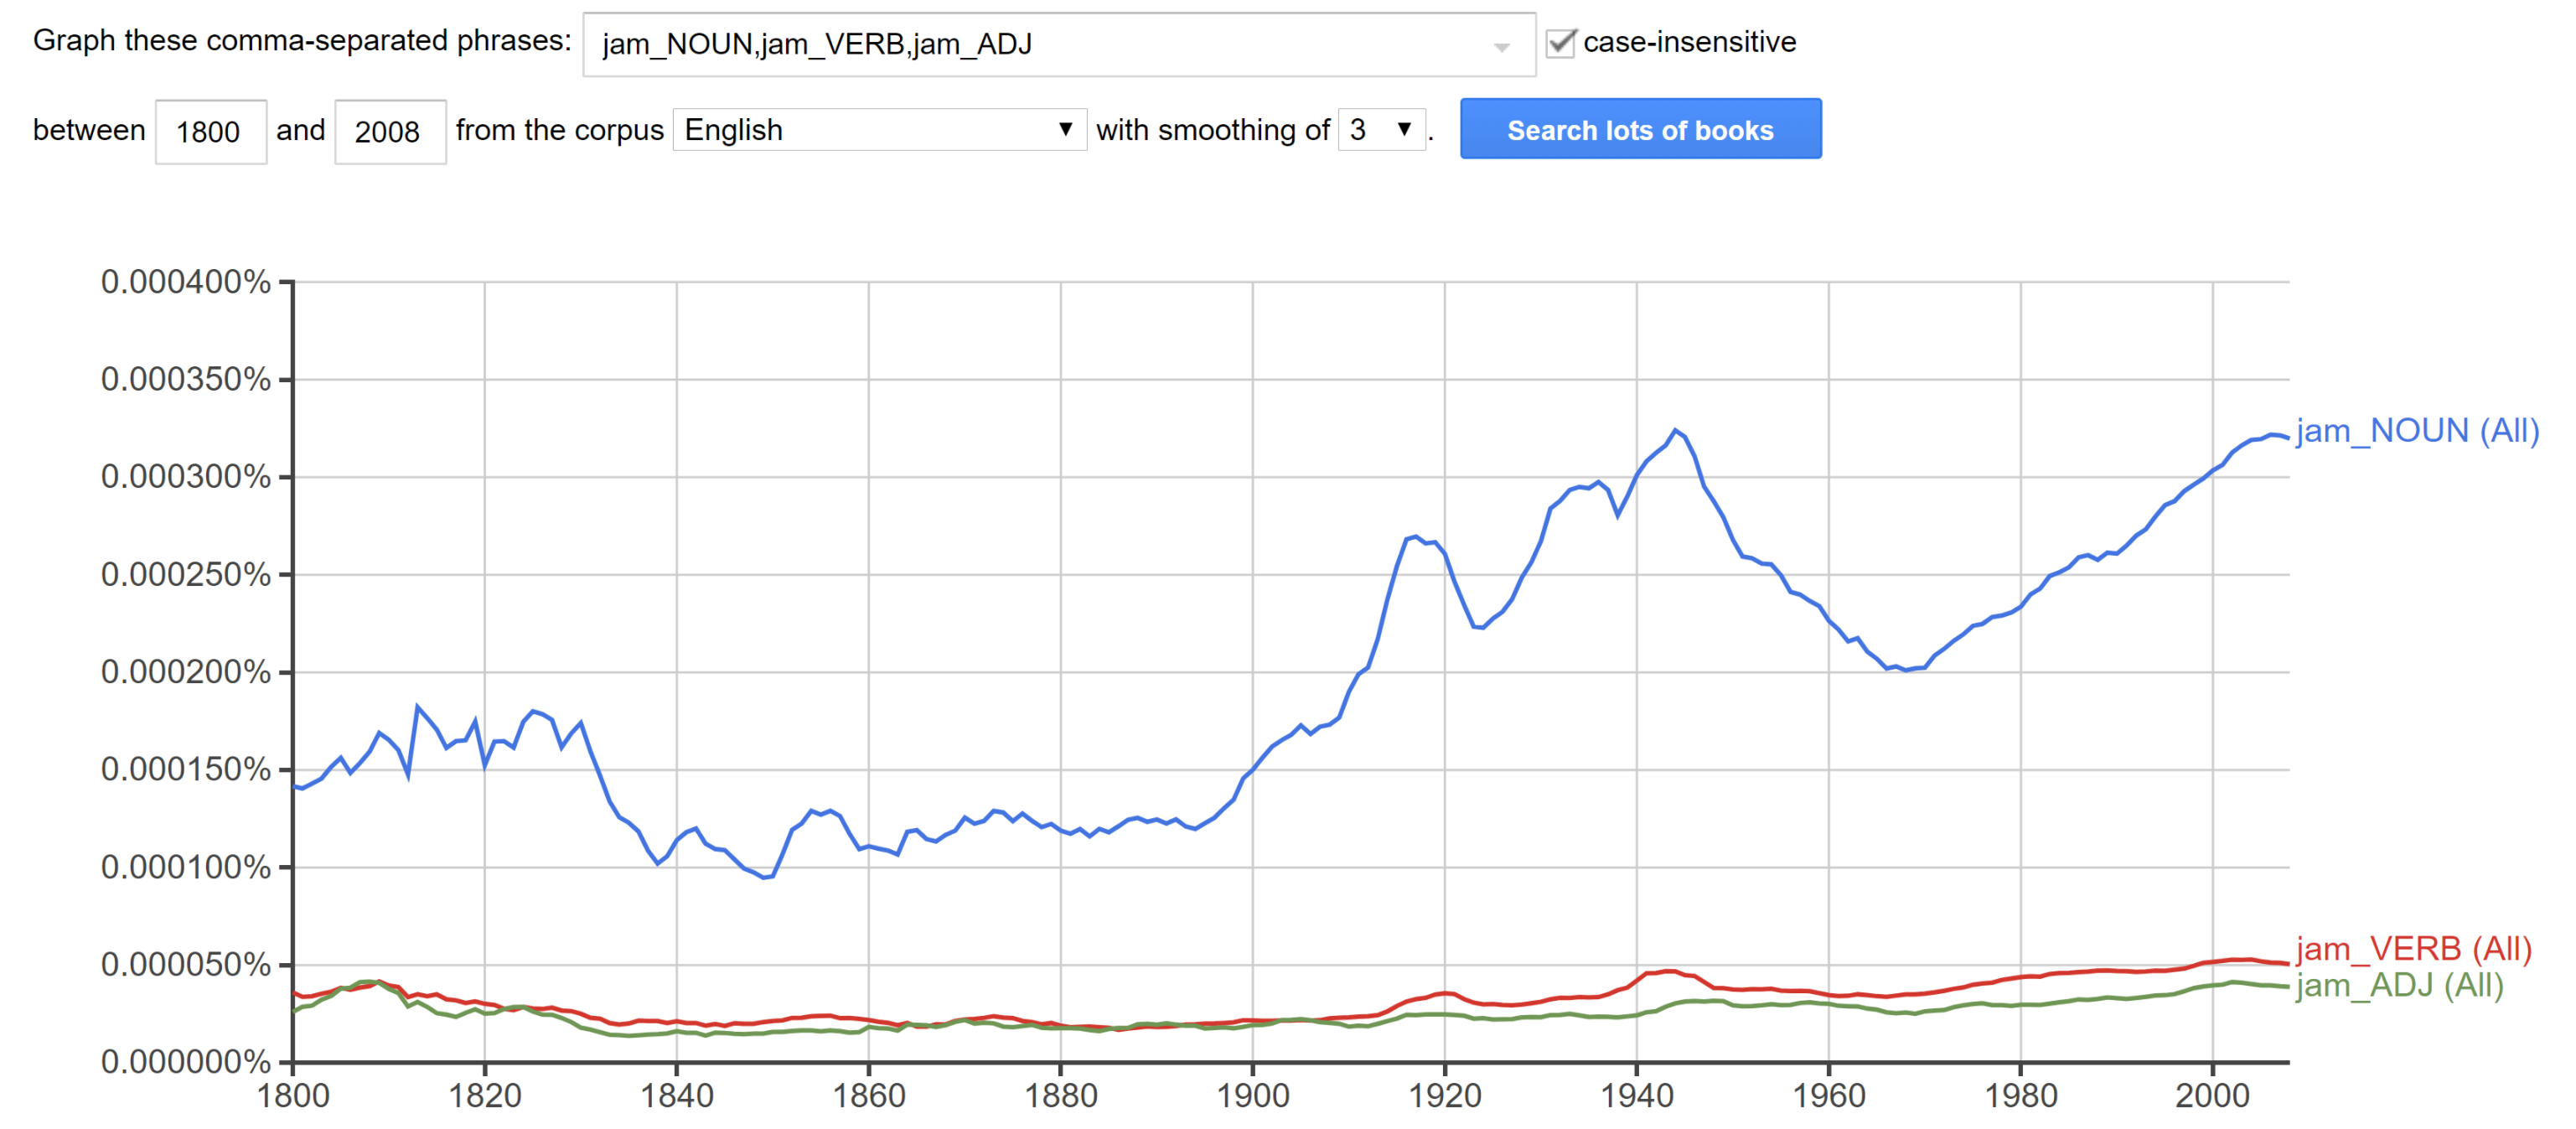 Graph these comma-separated phrases: jam_NOUN,jam_VERB,jam_ADJ case-insensitive
between 1800 and 2008 from the corpus English with smoothing of 3 . Search lots of books
0.000400%
0.000350%
0.000300%
0.000250%
0.000200%
0.000150%
0.000100%
0.000050%
0.000000%
jam_NOUN (All)
jam_VERB (All)
jam_ADJ (All)
1800 1820 1840 1860 1880 1900 1920 1940 1960 1980 2000